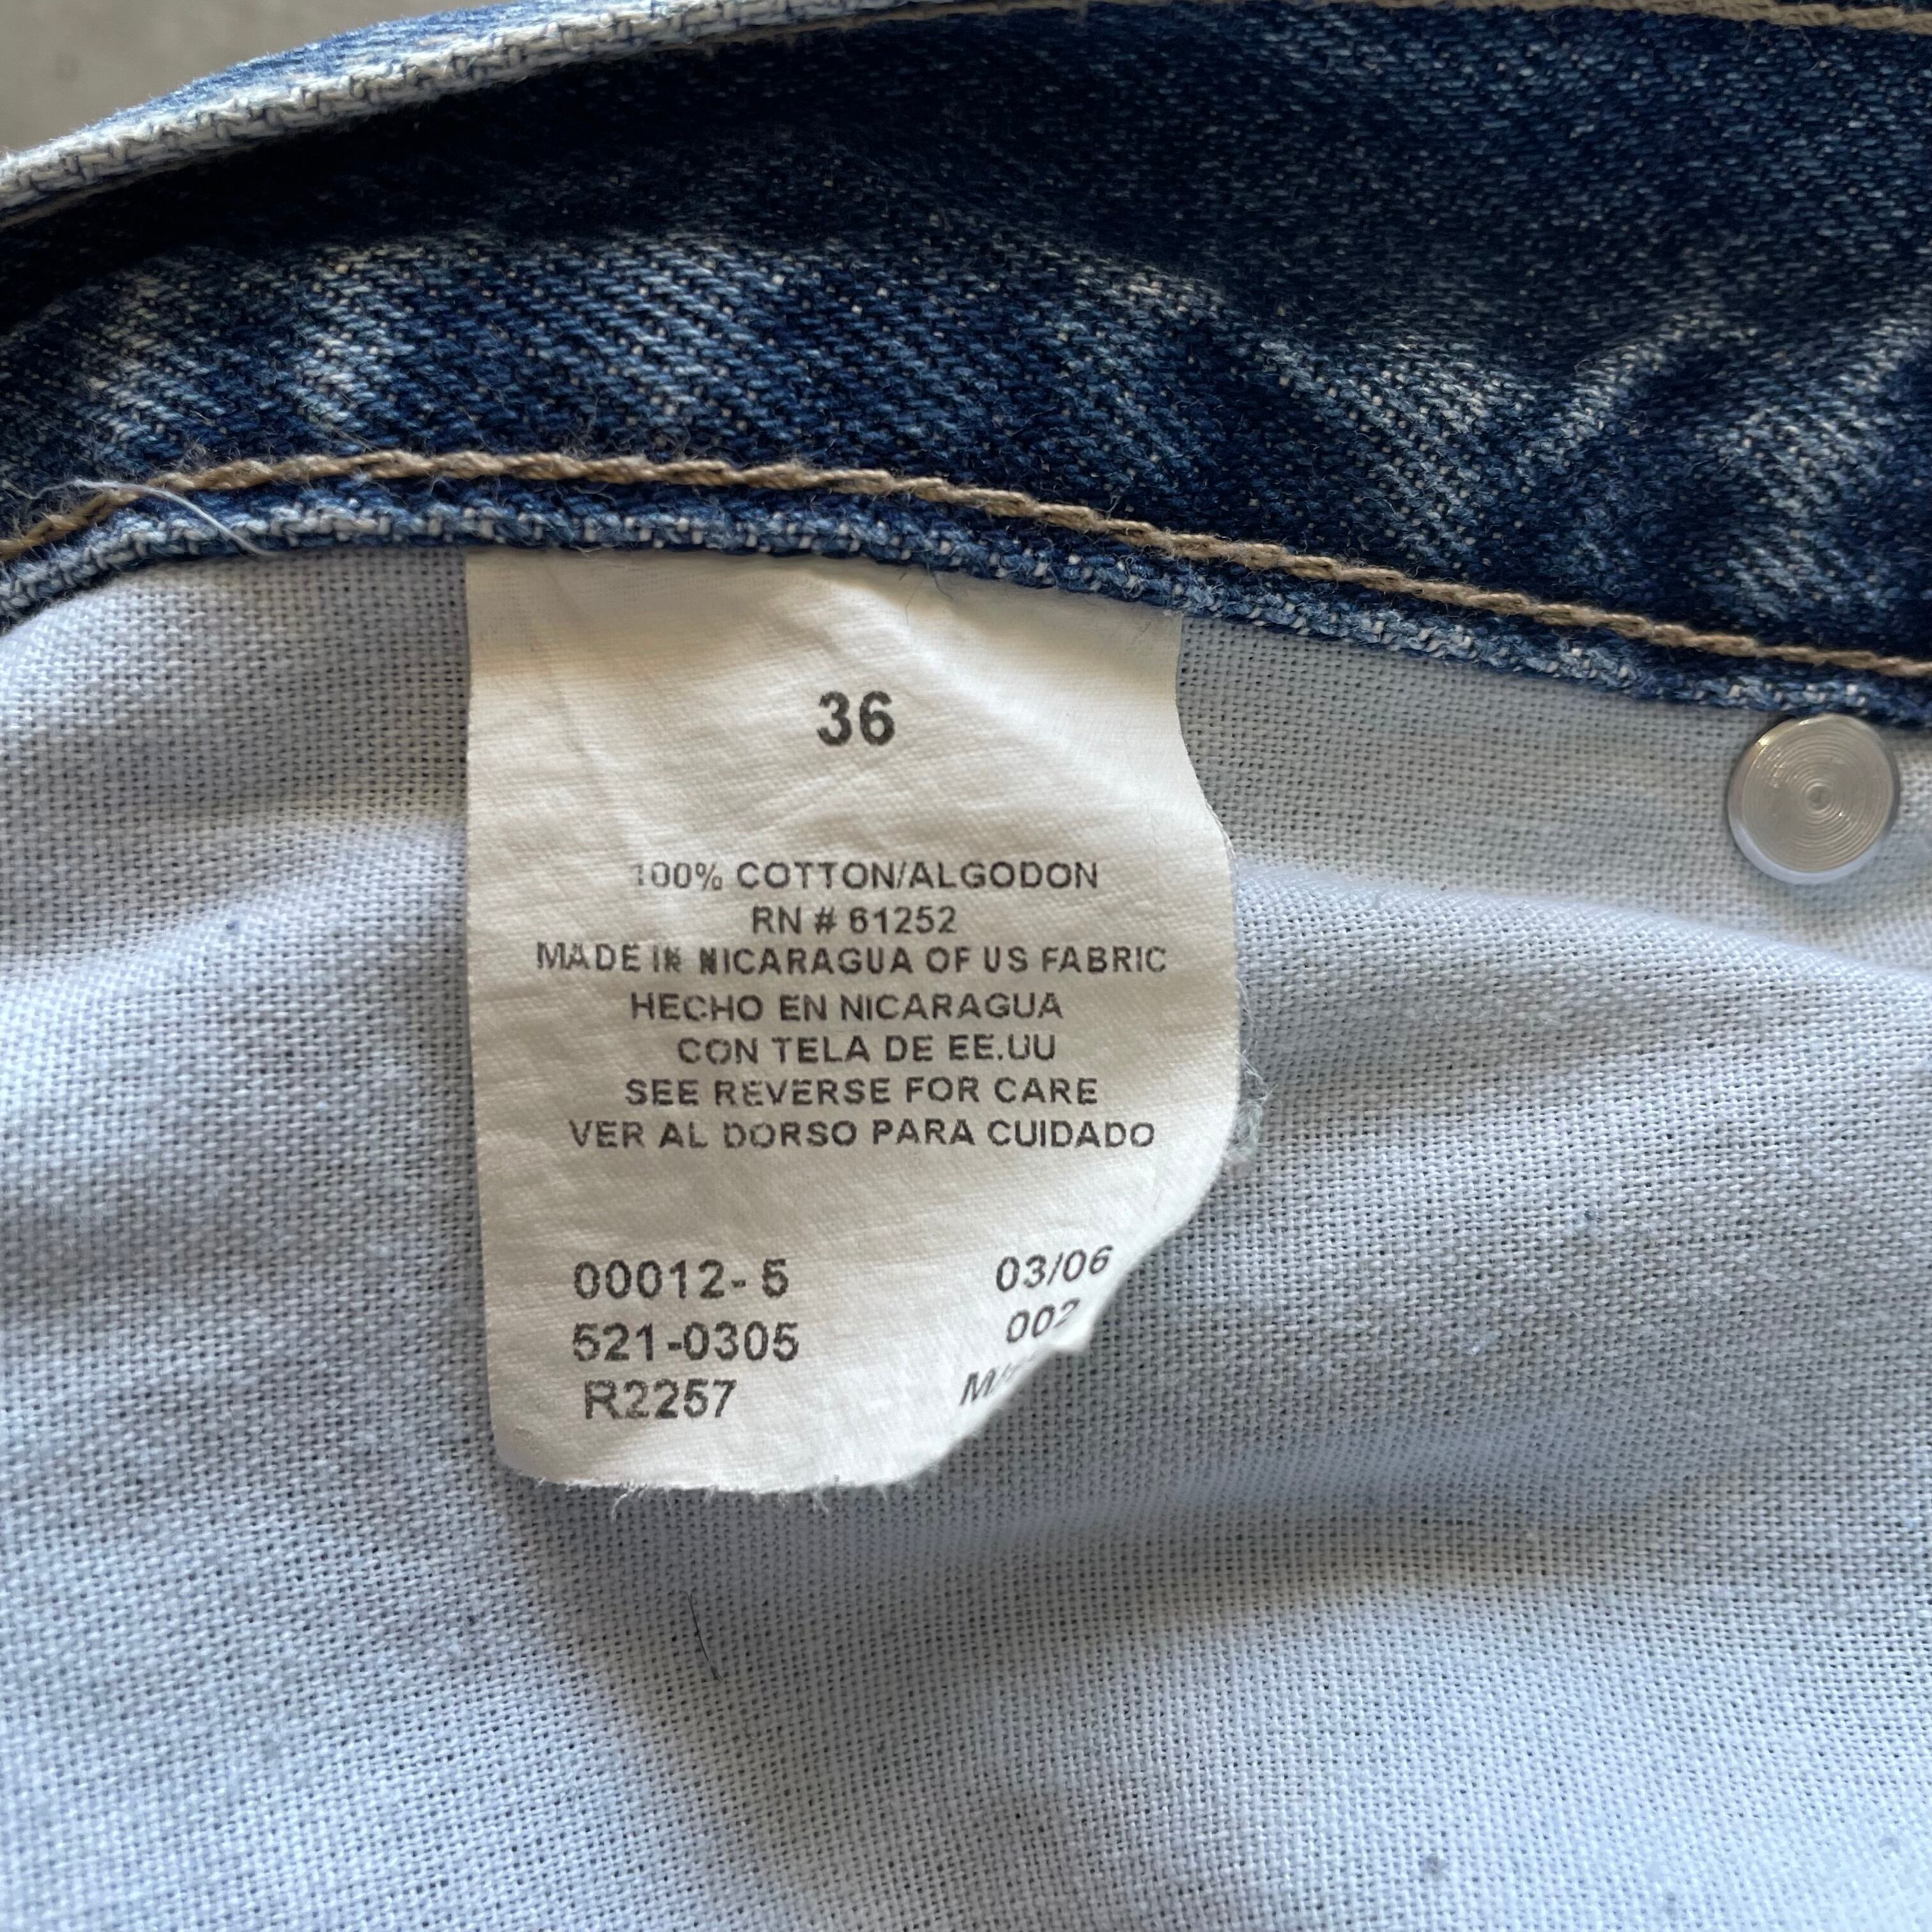 36
100% COTTON/ALGODON
RN # 61252
MADE IN NICARAGUA OF US FABRIC
HECHO EN NICARAGUA
CON TELA DE EE.UU
SEE REVERSE FOR CARE
VER AL DORSO PARA CUIDADO
00012- 5 03/06
521-0305 002
R2257